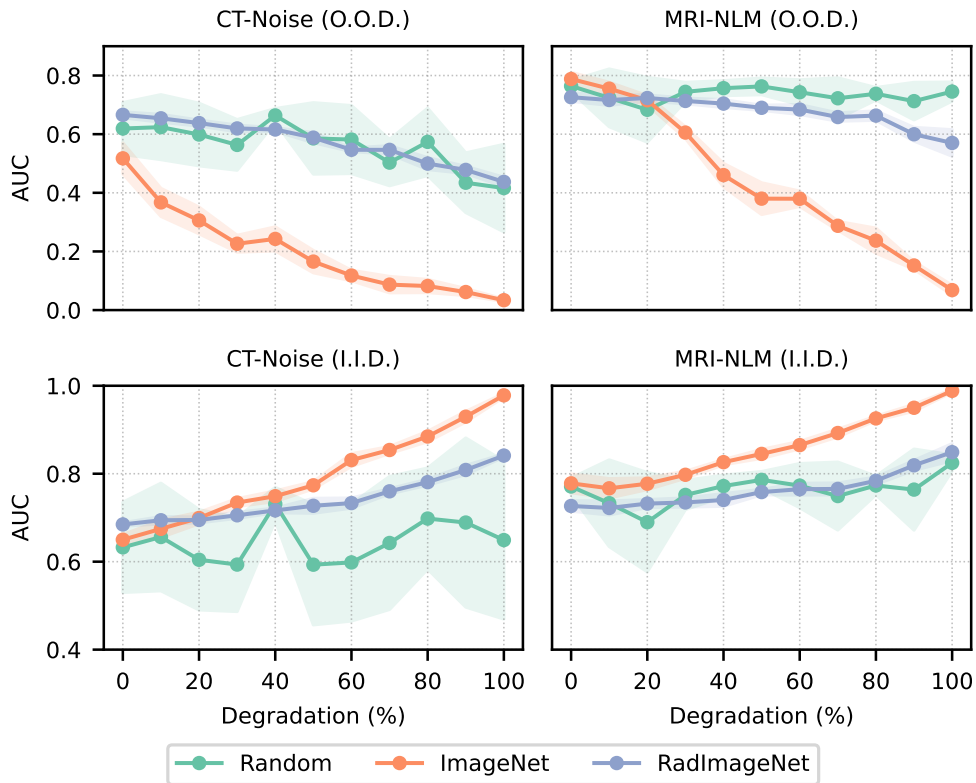 CT-Noise (O.O.D.)
MRI-NLM (O.O.D.)
AUC
0.8
0.6
0.4
0.2
0.0
CT-Noise (I.I.D.)
MRI-NLM (I.I.D.)
AUC
1.0
0.8
0.6
0.4
0 20 40 60 80 100
0 20 40 60 80 100
Degradation (%)
Degradation (%)
Random ImageNet RadImageNet